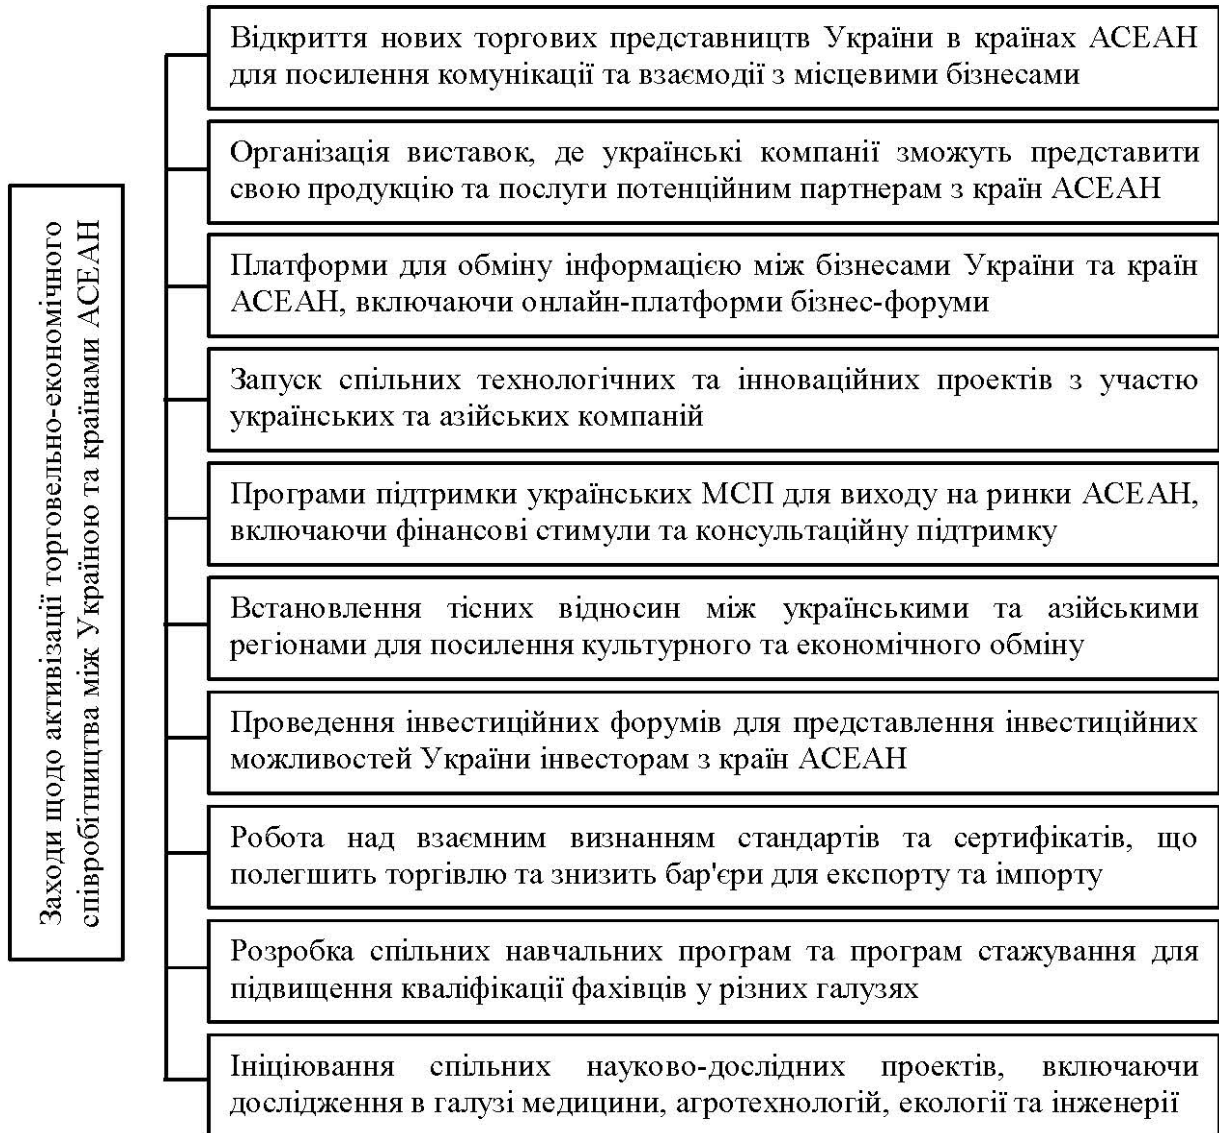 Заходи щодо активізації торговельно-економічного
співробітництва між Україною та країнами АСЕАН
Відкриття нових торгових представництв України в країнах АСЕАН
для посилення комунікації та взаємодії з місцевими бізнесами
Організація виставок, де українські компанії зможуть представити
свою продукцію та послуги потенційним партнерам з країн АСЕАН
Платформи для обміну інформацією між бізнесами України та країн
АСЕАН, включаючи онлайн-платформи бізнес-форуми
Запуск спільних технологічних та інноваційних проектів з участю
українських та азійських компаній
Програми підтримки українських МСП для виходу на ринки АСЕАН,
включаючи фінансові стимули та консультаційну підтримку
Встановлення тісних відносин між українськими та азійськими
регіонами для посилення культурного та економічного обміну
Проведення інвестиційних форумів для представлення інвестиційних
можливостей України інвесторам з країн АСЕАН
Робота над взаємним визнанням стандартів та сертифікатів, що
полегшить торгівлю та знизить бар'єри для експорту та імпорту
Розробка спільних навчальних програм та програм стажування для
підвищення кваліфікації фахівців у різних галузях
Ініціювання спільних науково-дослідних проектів, включаючи
дослідження в галузі медицини, агротехнологій, екології та інженерії